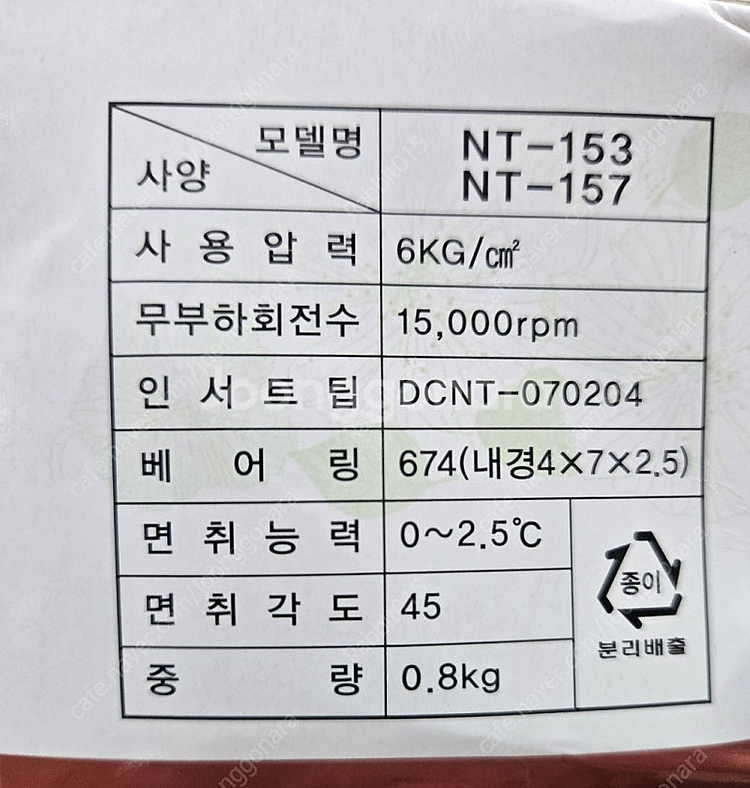 모델명
사양
NT-153
NT-157
사용압력 6KG/㎠
무부하회전수 15,000rpm
인서트팁 DCNT-070204
베어링 674(내경4×7×2.5)
면취능력 0~2.5℃
면취각도 45
중량 0.8kg
종이
분리배출